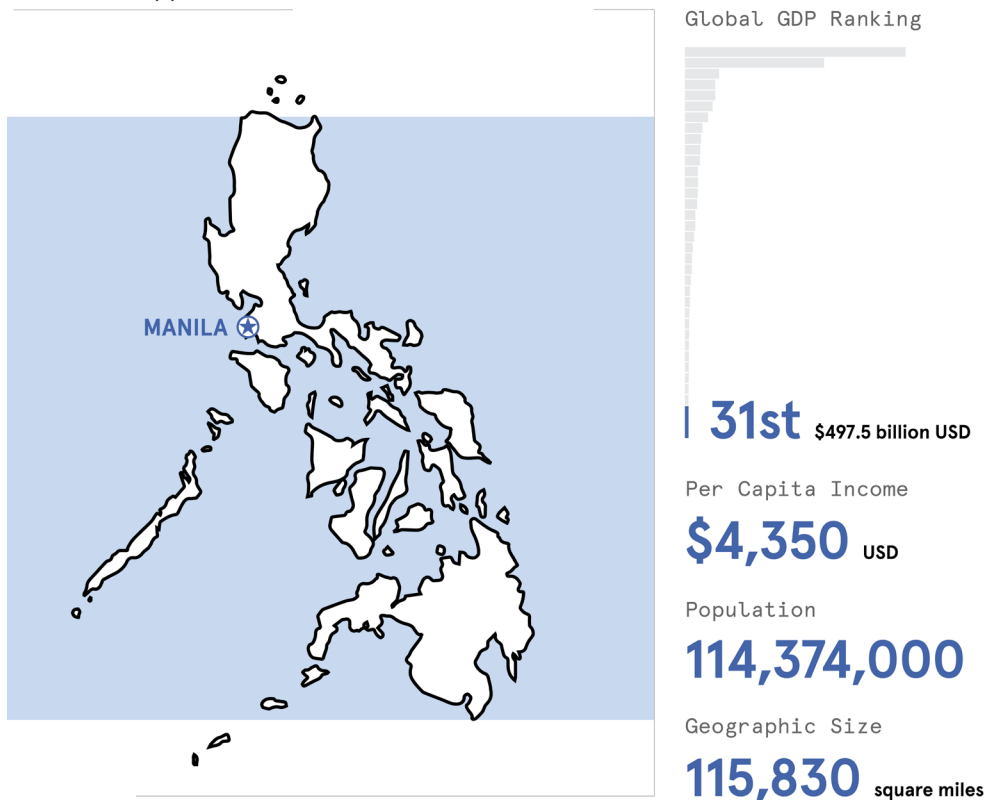 Global GDP Ranking
MANILA
31st $497.5 billion USD
Per Capita Income
$4,350 USD
Population
114,374,000
Geographic Size
115,830 square miles